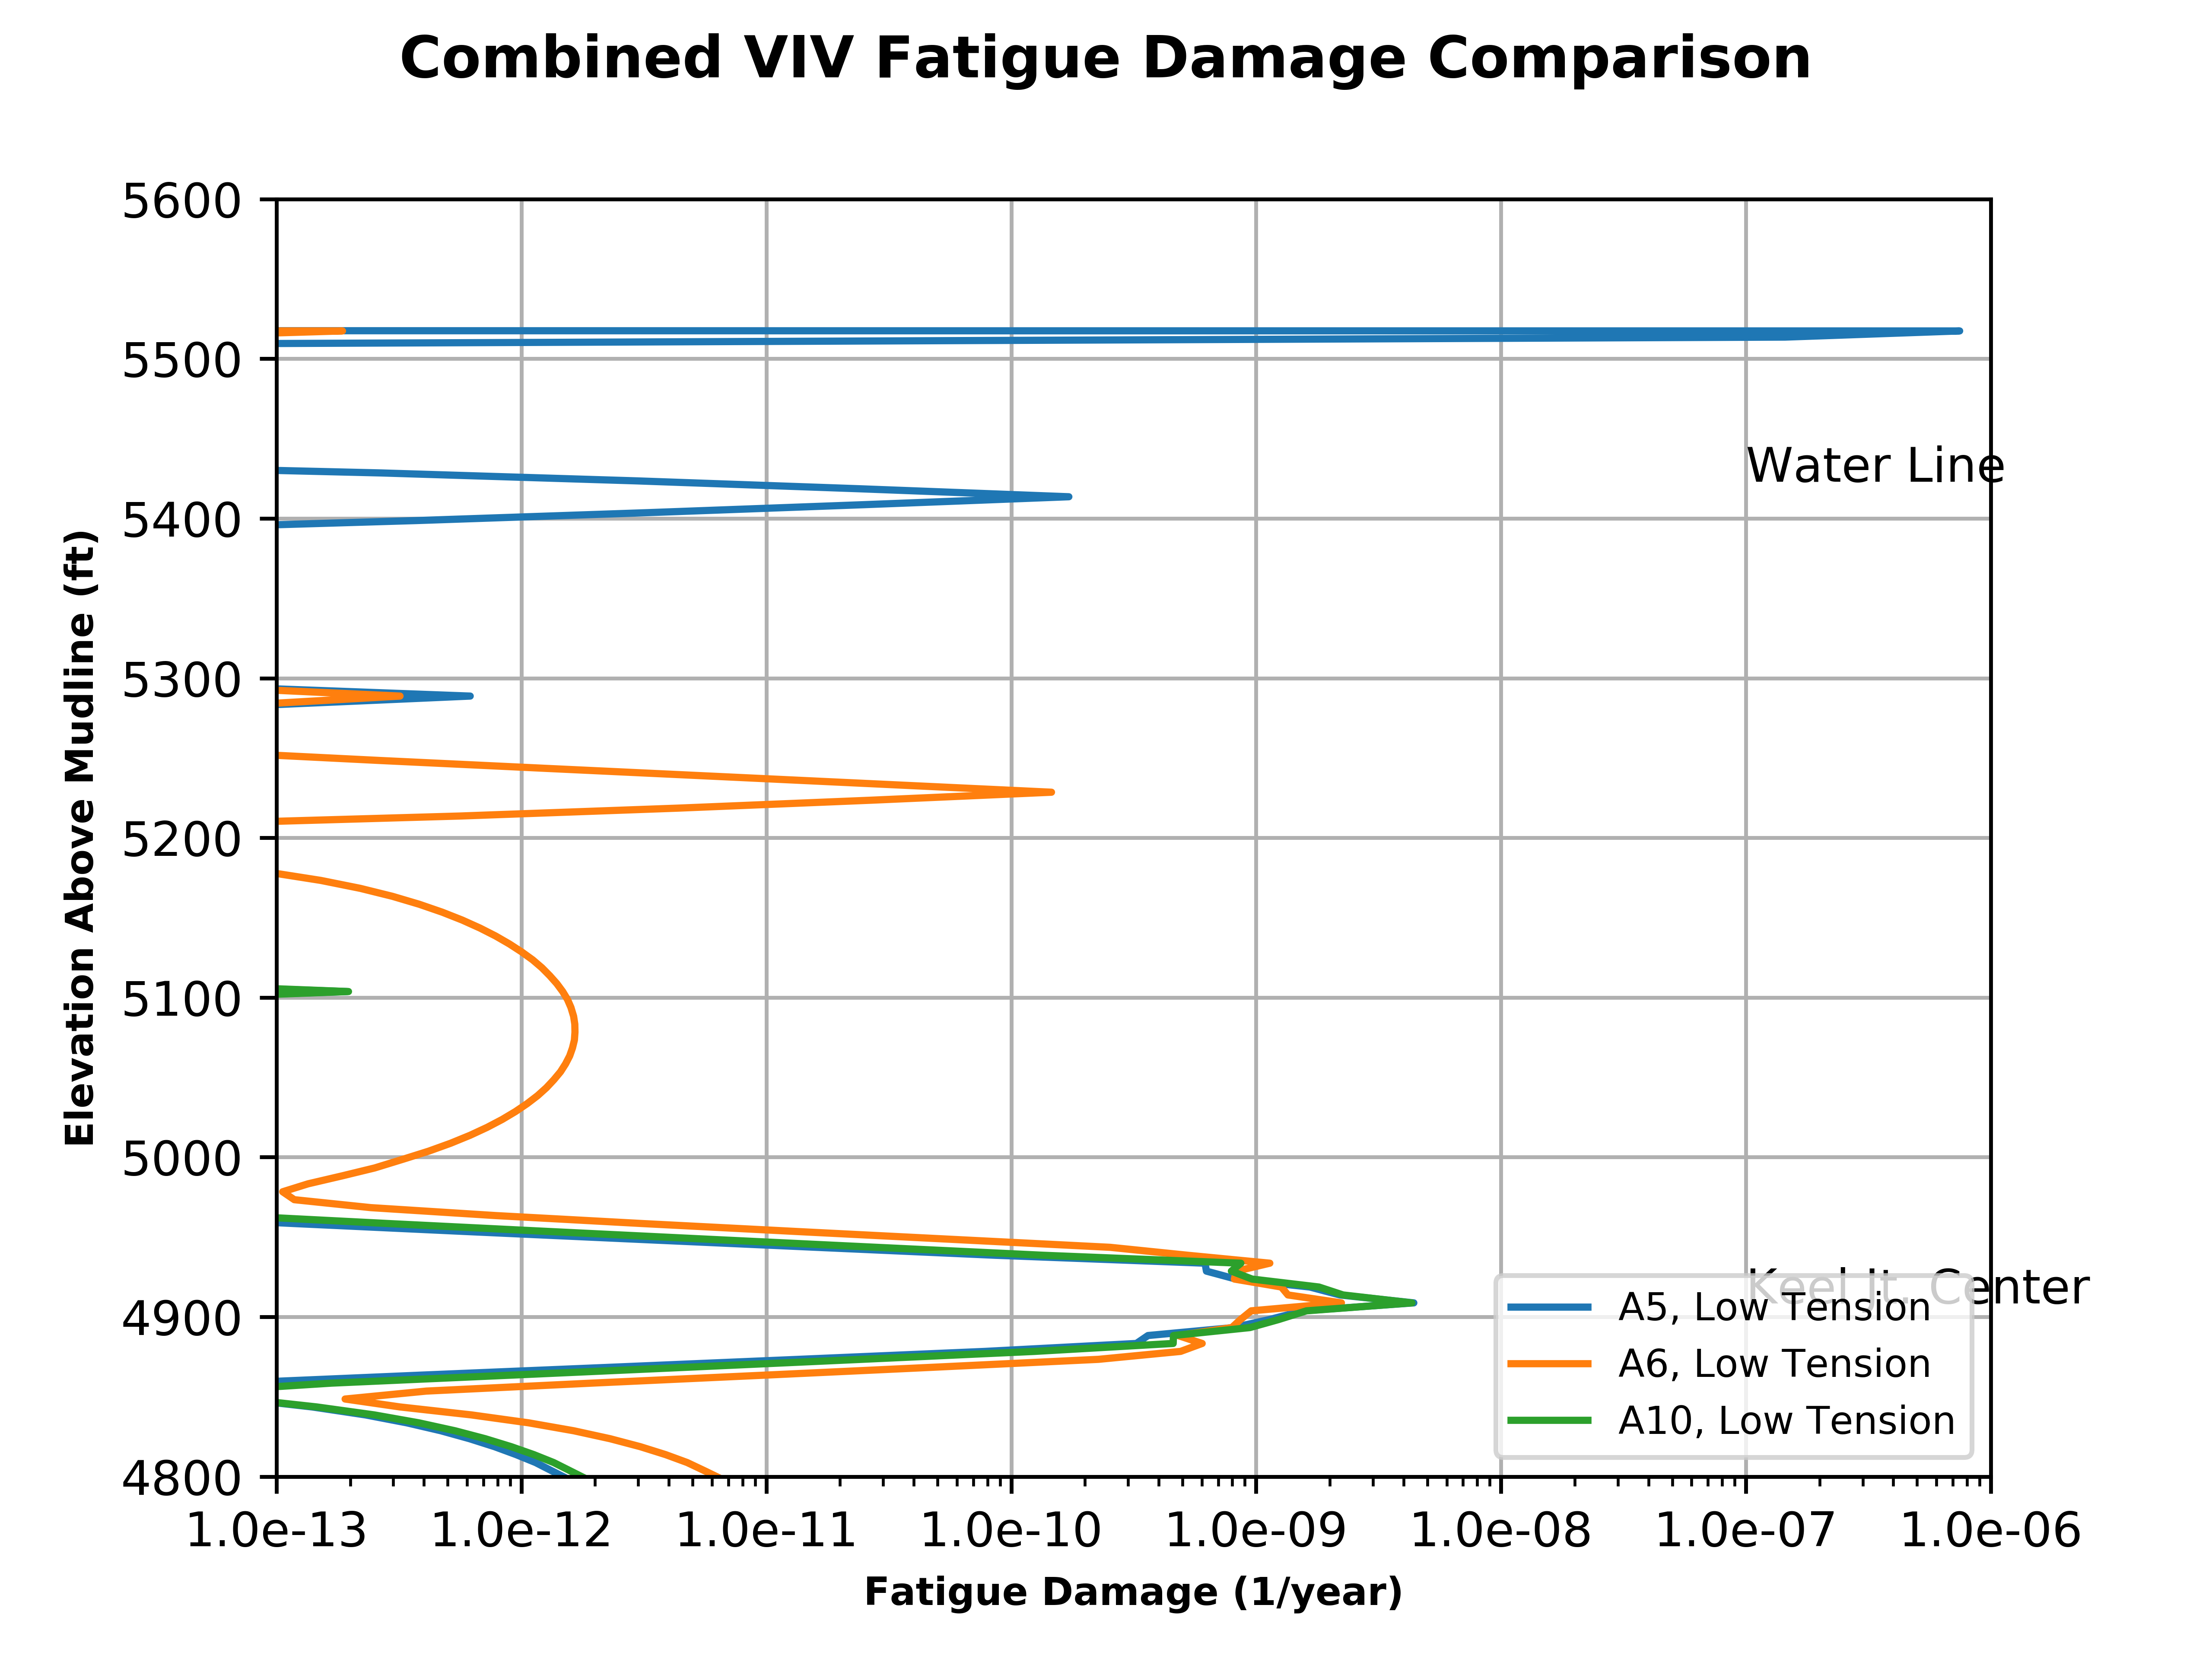 Combined VIV Fatigue Damage Comparison
5600
5500
Water Line
5400
5300
5200
5100
5000
4900
4800
Elevation Above Mudline (ft)
Keel Jt. Center
A5, Low Tension
A6, Low Tension
A10, Low Tension
1.0e-13 1.0e-12 1.0e-11 1.0e-10 1.0e-09 1.0e-08 1.0e-07 1.0e-06
Fatigue Damage (1/year)